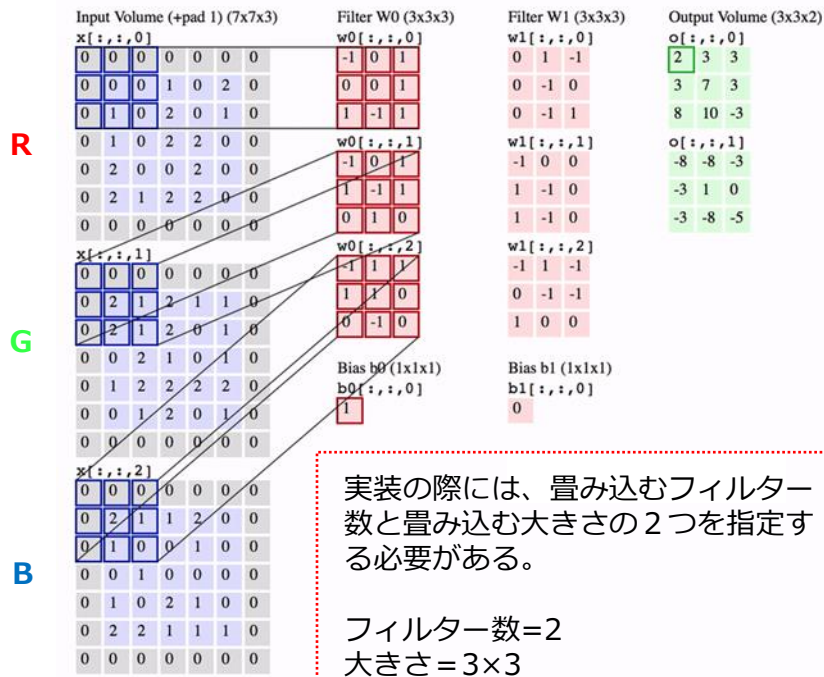 Input Volume (+pad 1) (7x7x3)
x[:,:,0]
0 0 0 0 0 0 0
0 0 0 1 0 2 0
0 1 0 2 0 1 0
0 1 0 2 2 0 0
0 2 0 0 2 0 0
0 2 1 2 2 0 0
0 0 0 0 0 0 0
R
x[:,:,1]
0 0 0 0 0 0 0
0 2 1 2 1 1 0
0 2 1 2 0 1 0
0 0 2 1 0 1 0
0 1 2 2 2 2 0
0 0 1 2 0 1 0
0 0 0 0 0 0 0
G
x[:,:,2]
0 0 0 0 0 0 0
0 2 1 1 2 0 0
0 1 0 0 1 0 0
0 0 1 0 0 0 0
0 1 0 2 1 0 0
0 2 2 1 1 1 0
0 0 0 0 0 0 0
B
Filter W0 (3x3x3)
w0[:,:,0]
-1 0 1
0 0 1
1 -1 1
w0[:,:,1]
-1 0 1
1 -1 1
0 1 0
w0[:,:,2]
-1 1 1
1 1 0
0 -1 0
Bias b0 (1x1x1)
b0[:,:,0]
1
Filter W1 (3x3x3)
w1[:,:,0]
0 1 -1
0 -1 0
0 -1 1
w1[:,:,1]
-1 0 0
1 -1 0
1 -1 0
w1[:,:,2]
-1 1 -1
0 -1 -1
1 0 0
Bias b1 (1x1x1)
b1[:,:,0]
0
Output Volume (3x3x2)
o[:,:,0]
2 3 3
3 7 3
8 10 -3
o[:,:,1]
-8 -8 -3
-3 1 0
-3 -8 -5
実装の際には、畳み込むフィルター
数と畳み込む大きさの２つを指定す
る必要がある。
フィルター数=2
大きさ＝3×3